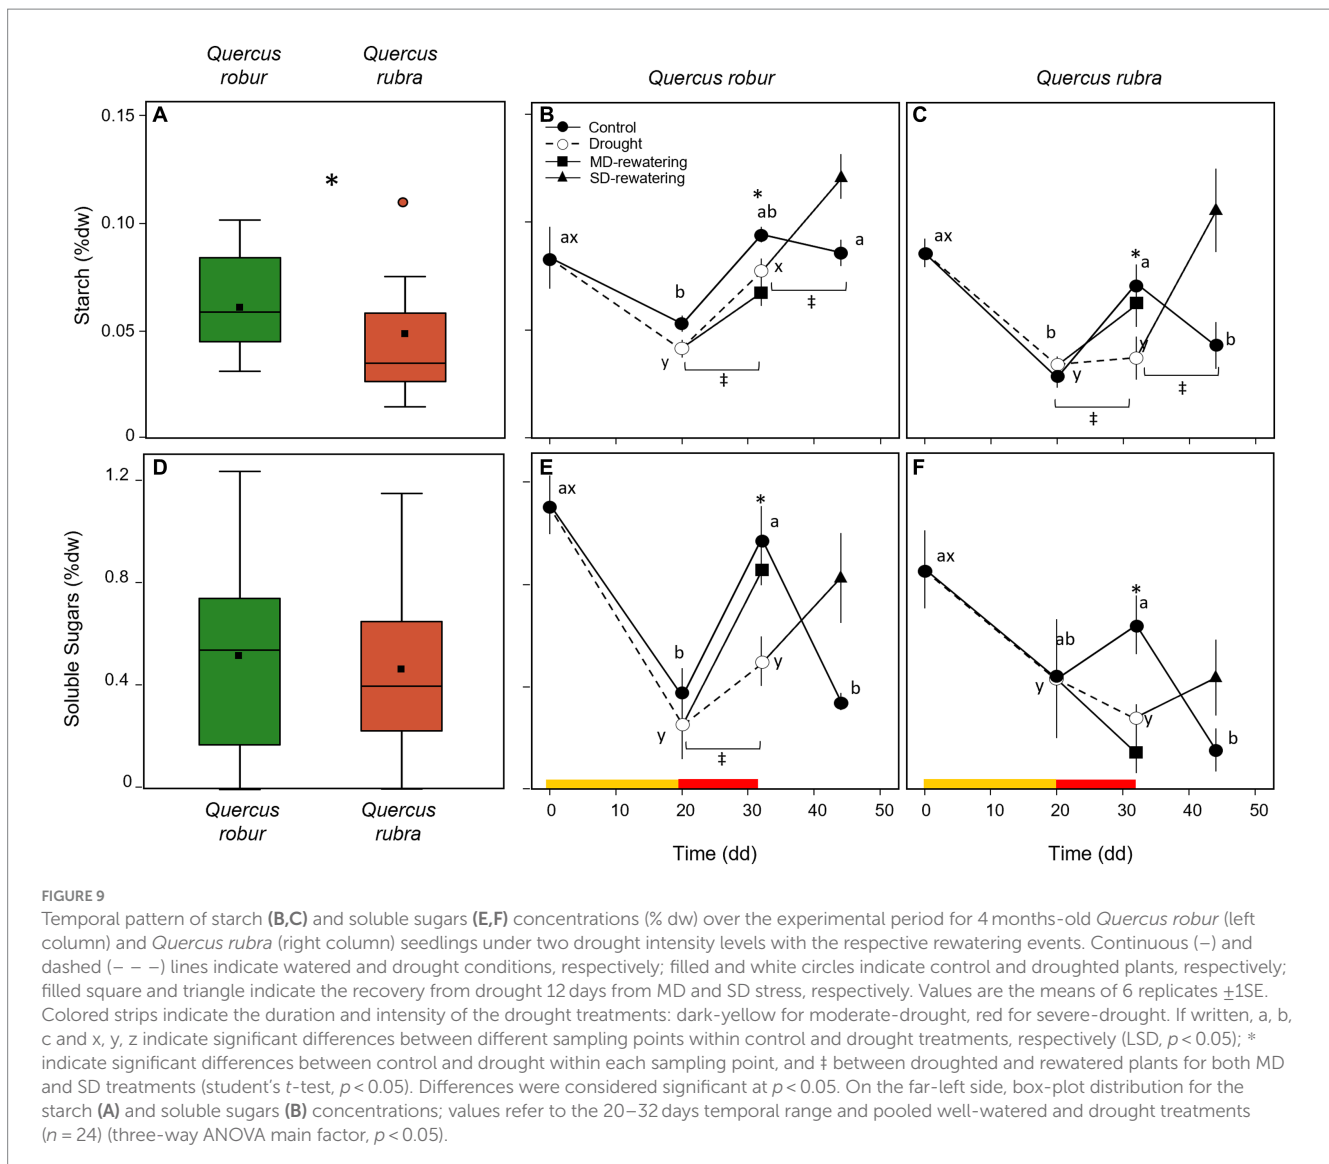 Quercus robur
Quercus rubra
Quercus robur
Quercus rubra
A
0.15
0.10
0.05
0
Starch (%dw)
*
B
Control
Drought
MD-rewatering
SD-rewatering
ax
b
y
*
ab
x
a
‡
‡
C
ax
b
y
*
a
y
b
‡
‡
D
1.2
0.8
0.4
0
Soluble Sugars (%dw)
Quercus robur
Quercus rubra
E
ax
b
y
*
a
y
b
‡
0 10 20 30 40 50
Time (dd)
F
ax
ab
y
*
a
y
b
0 10 20 30 40 50
Time (dd)
FIGURE 9
Temporal pattern of starch (B,C) and soluble sugars (E,F) concentrations (% dw) over the experimental period for 4 months-old Quercus robur (left
column) and Quercus rubra (right column) seedlings under two drought intensity levels with the respective rewatering events. Continuous (–) and
dashed (– – –) lines indicate watered and drought conditions, respectively; filled and white circles indicate control and droughted plants, respectively;
filled square and triangle indicate the recovery from drought 12 days from MD and SD stress, respectively. Values are the means of 6 replicates ±1SE.
Colored strips indicate the duration and intensity of the drought treatments: dark-yellow for moderate-drought, red for severe-drought. If written, a, b,
c and x, y, z indicate significant differences between different sampling points within control and drought treatments, respectively (LSD, p < 0.05); *
indicate significant differences between control and drought within each sampling point, and ‡ between droughted and rewatered plants for both MD
and SD treatments (student's t-test, p < 0.05). Differences were considered significant at p < 0.05. On the far-left side, box-plot distribution for the
starch (A) and soluble sugars (B) concentrations; values refer to the 20–32 days temporal range and pooled well-watered and drought treatments
(n = 24) (three-way ANOVA main factor, p < 0.05).